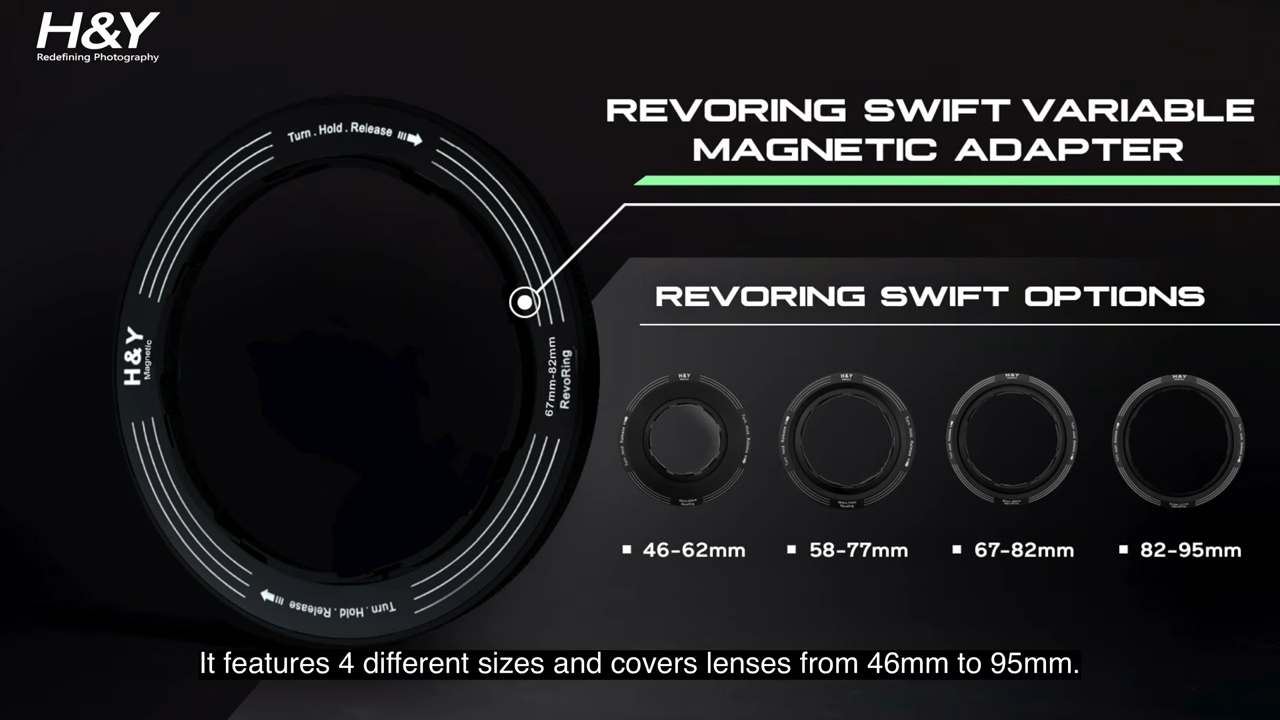 H&Y
Redefining Photography
REVORING SWIFT VARIABLE
MAGNETIC ADAPTER
Turn . Hold . Release
H&Y
Magnetic
67mm-82mm
RevoRing
Turn . Hold . Release
REVORING SWIFT OPTIONS
H&Y
H&Y
H&Y
H&Y
46-62mm
58-77mm
67-82mm
82-95mm
It features 4 different sizes and covers lenses from 46mm to 95mm.